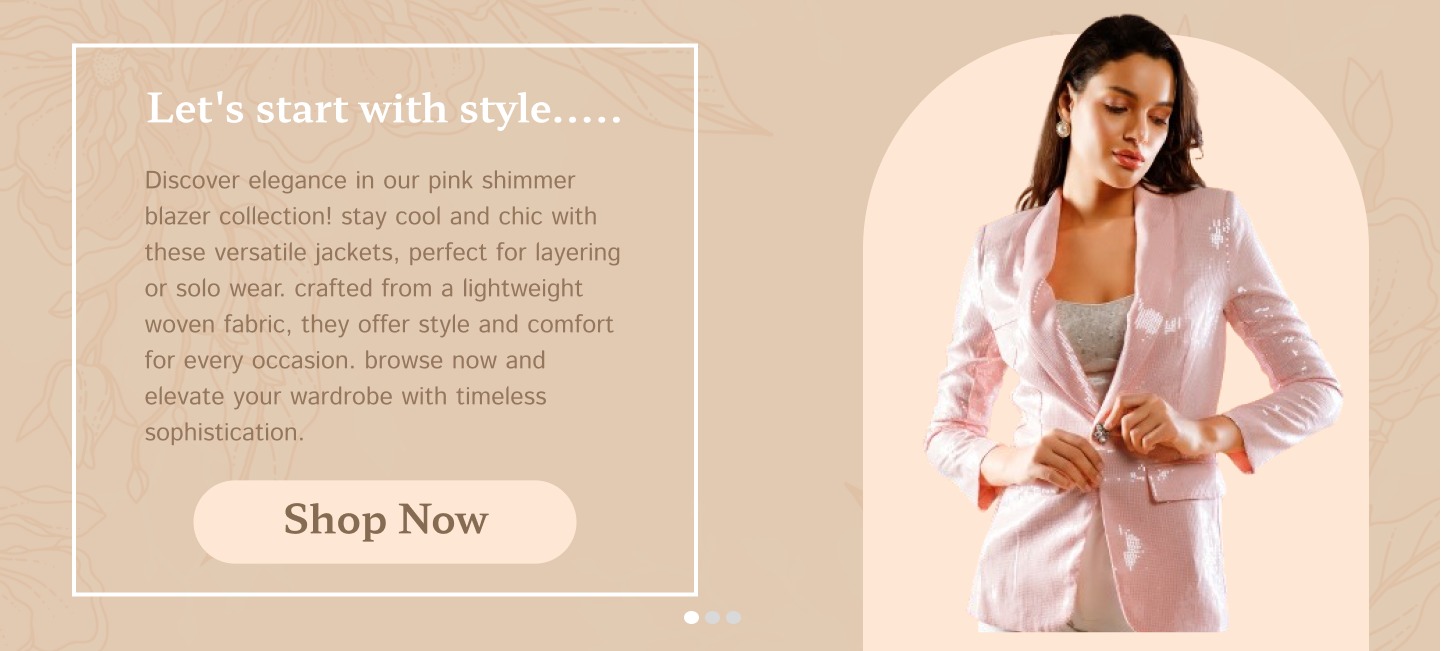 Let's start with style.....
Discover elegance in our pink shimmer
blazer collection! stay cool and chic with
these versatile jackets, perfect for layering
or solo wear. crafted from a lightweight
woven fabric, they offer style and comfort
for every occasion. browse now and
elevate your wardrobe with timeless
sophistication.
Shop Now